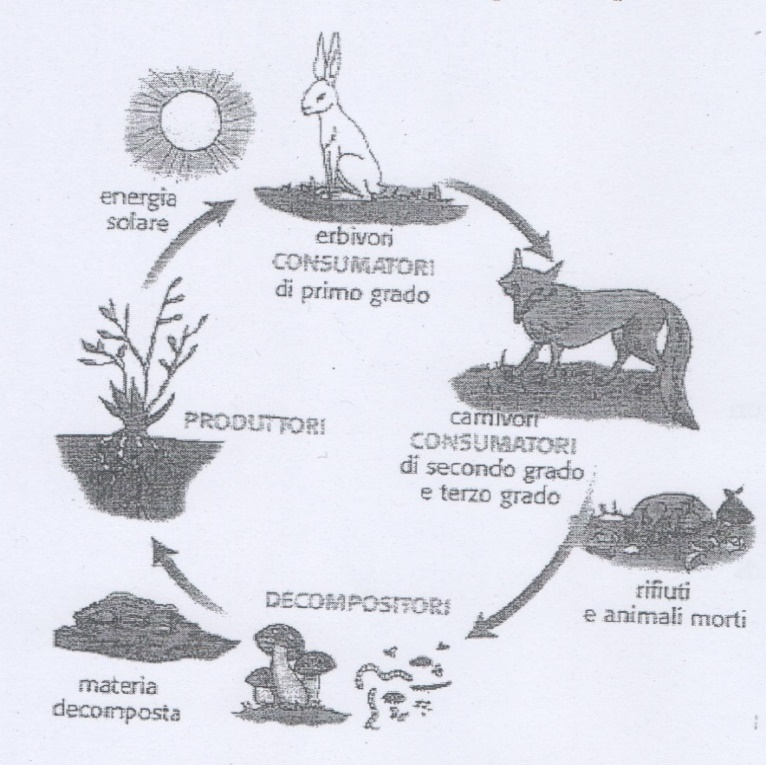 energia
solare
erbivori
CONSUMATORI
di primo grado
PRODUTTORI
carnivori
CONSUMATORI
di secondo grado
e terzo grado
rifiuti
e animali morti
DECOMPOSITORI
materia
decomposta